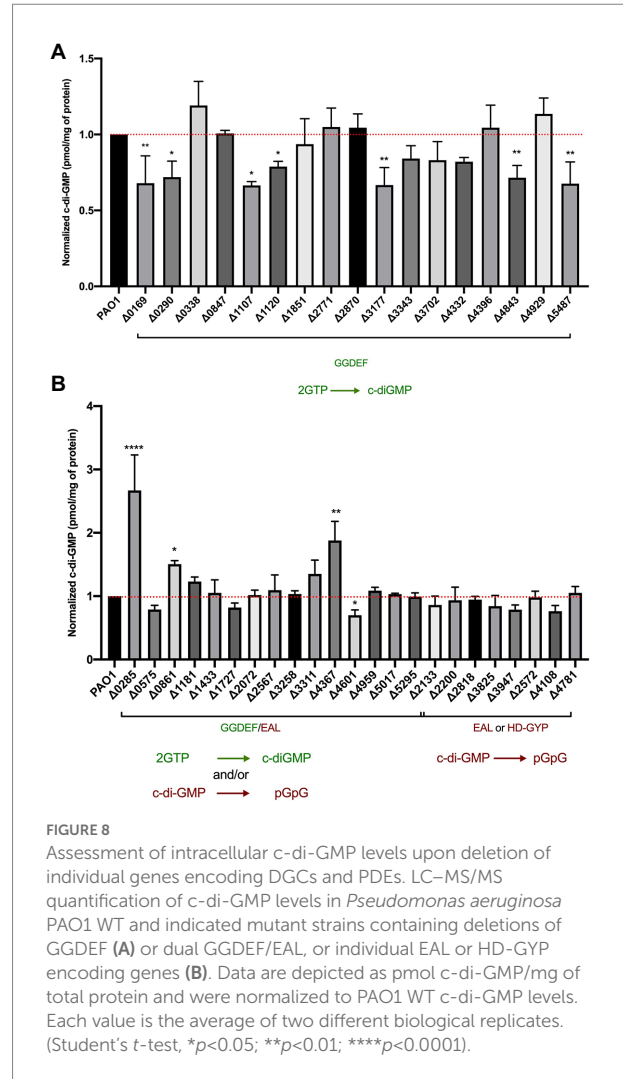 A
Normalized c-di-GMP (pmol/mg of protein)
1.5
1.0
0.5
0.0
** * * * ** ** **
PAO1 Δ0169 Δ0290 Δ0338 Δ0847 Δ1107 Δ1120 Δ1851 Δ2771 Δ2870 Δ3177 Δ3343 Δ3702 Δ4332 Δ4396 Δ4843 Δ4929 Δ5487
GGDEF
2GTP → c-diGMP
B
Normalized c-di-GMP (pmol/mg of protein)
4
3
2
1
0
**** * ** *
PAO1 Δ0285 Δ0575 Δ0861 Δ1181 Δ1433 Δ1727 Δ2072 Δ2567 Δ3258 Δ3311 Δ4367 Δ4601 Δ4959 Δ5017 Δ5295 Δ2133 Δ2200 Δ2818 Δ3825 Δ3947 Δ2572 Δ4108 Δ4781
GGDEF/EAL EAL or HD-GYP
2GTP → c-diGMP c-di-GMP → pGpG
and/or
c-di-GMP → pGpG
FIGURE 8
Assessment of intracellular c-di-GMP levels upon deletion of
individual genes encoding DGCs and PDEs. LC–MS/MS
quantification of c-di-GMP levels in Pseudomonas aeruginosa
PAO1 WT and indicated mutant strains containing deletions of
GGDEF (A) or dual GGDEF/EAL, or individual EAL or HD-GYP
encoding genes (B). Data are depicted as pmol c-di-GMP/mg of
total protein and were normalized to PAO1 WT c-di-GMP levels.
Each value is the average of two different biological replicates.
(Student’s t-test, *p<0.05; **p<0.01; ****p<0.0001).